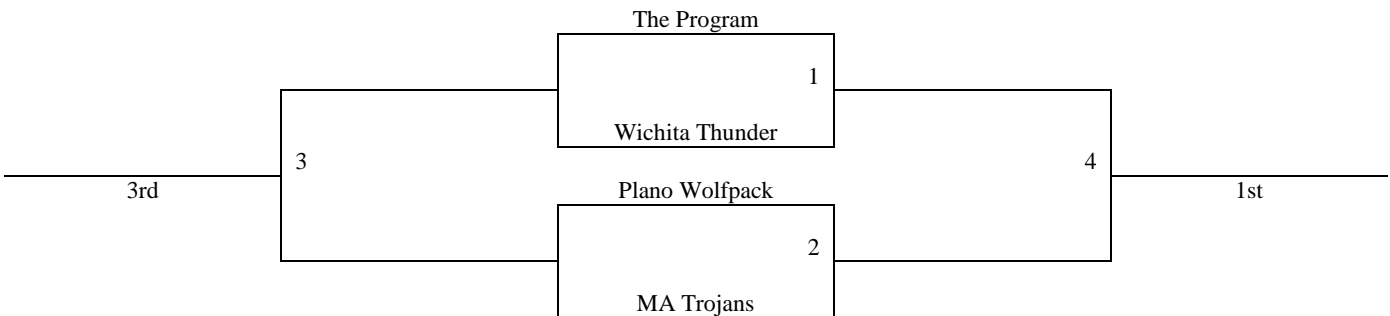 The Program
1
Wichita Thunder
3
4
3rd
Plano Wolfpack
1st
2
MA Trojans